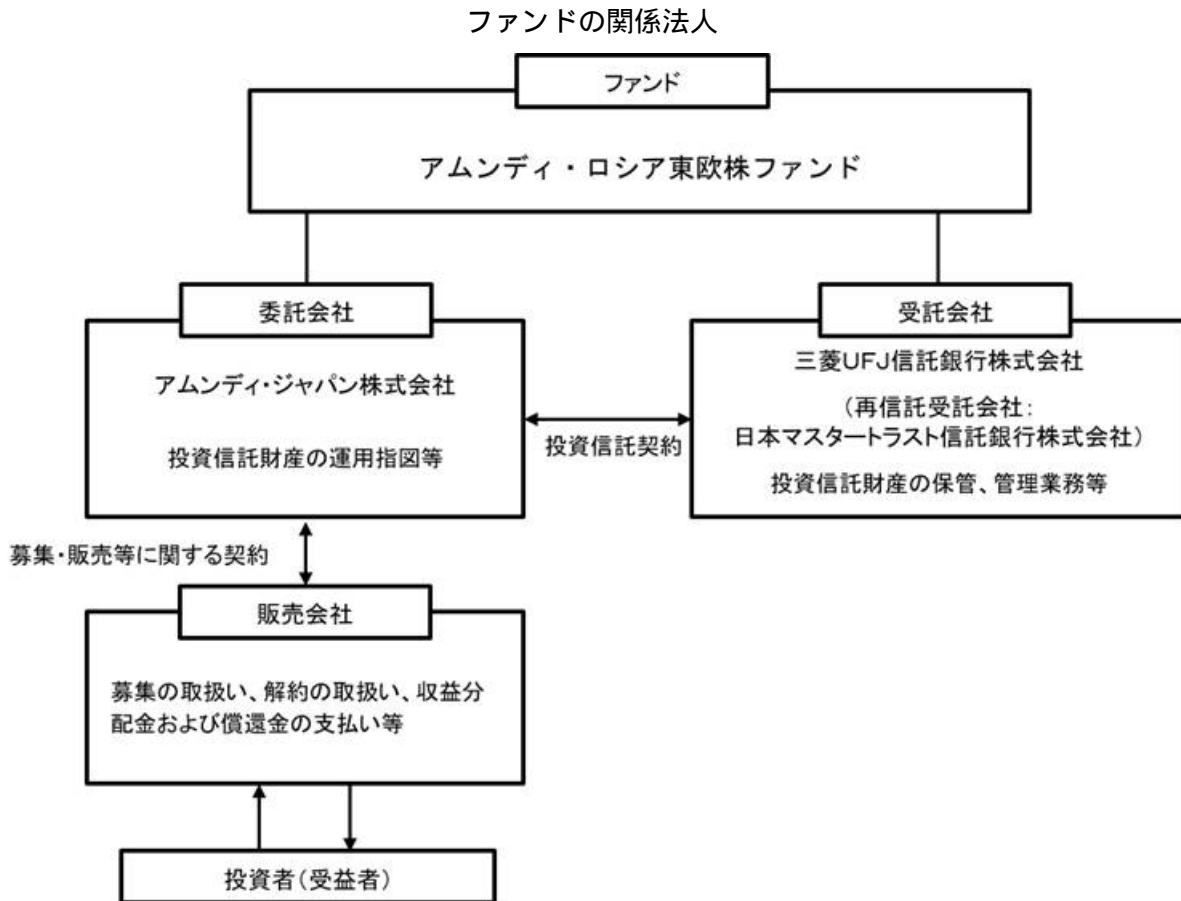 ファンドの関係法人
ファンド
アムンディ・ロシア東欧株ファンド
委託会社
アムンディ・ジャパン株式会社
投資信託財産の運用指図等
投資信託契約
受託会社
三菱UFJ信託銀行株式会社
（再信託受託会社：
日本マスタートラスト信託銀行株式会社）
投資信託財産の保管、管理業務等
募集・販売等に関する契約
販売会社
募集の取扱い、解約の取扱い、収益分
配金および償還金の支払い等
投資者（受益者）